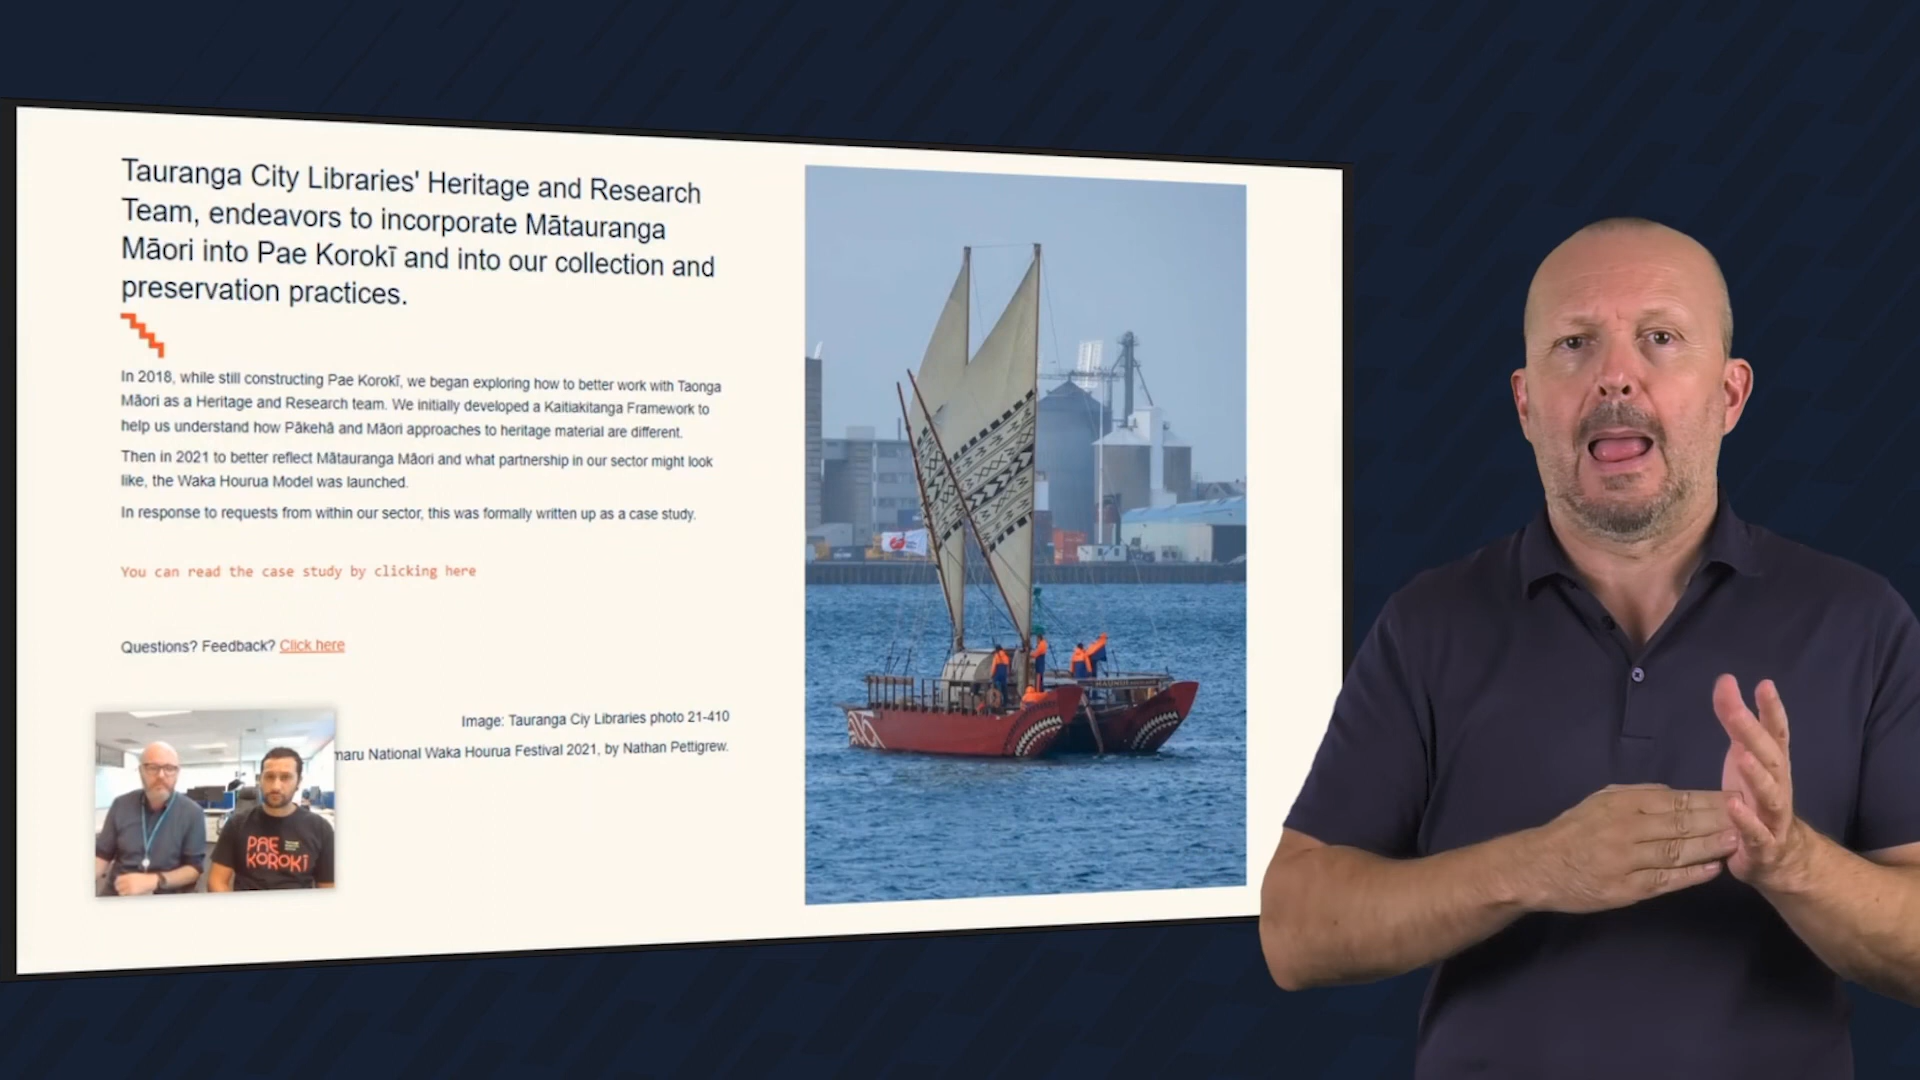 Tauranga City Libraries' Heritage and Research
Team, endeavors to incorporate Mātauranga
Māori into Pae Korokī and into our collection and
preservation practices.
In 2018, while still constructing Pae Korokī, we began exploring how to better work with Taonga
Māori as a Heritage and Research team. We initially developed a Kaitiakitanga Framework to
help us understand how Pākehā and Māori approaches to heritage material are different.
Then in 2021 to better reflect Mātauranga Māori and what partnership in our sector might look
like, the Waka Hourua Model was launched.
In response to requests from within our sector, this was formally written up as a case study.
You can read the case study by clicking here
Questions? Feedback? Click here
Image: Tauranga Ciy Libraries photo 21-410
maru National Waka Hourua Festival 2021, by Nathan Pettigrew.
PAE
KOROKĪ